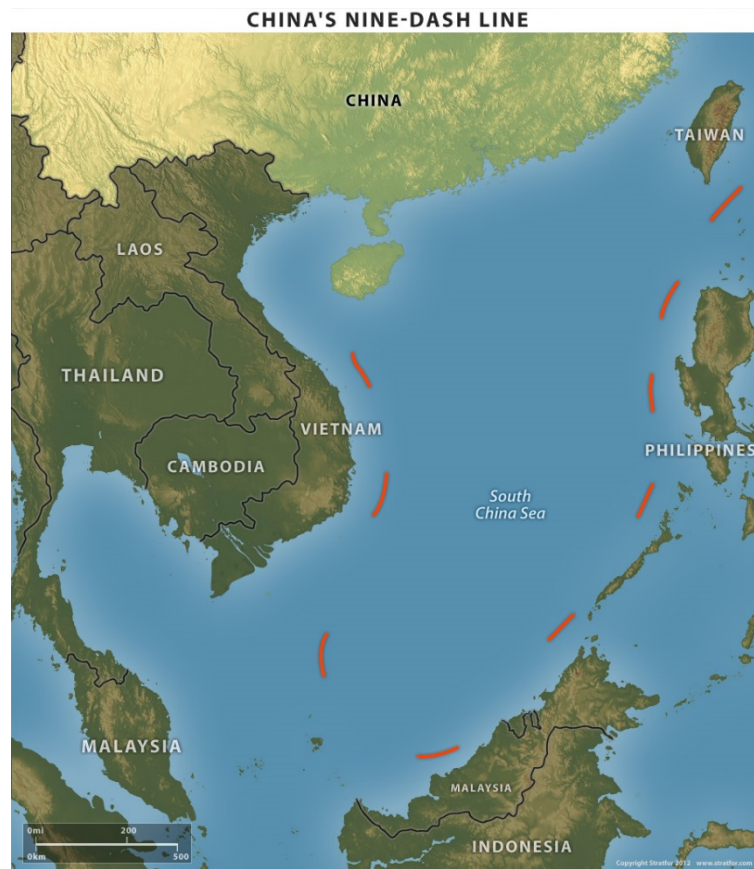 CHINA'S NINE-DASH LINE
CHINA
TAIWAN
LAOS
THAILAND
VIETNAM
CAMBODIA
PHILIPPINES
South
China Sea
MALAYSIA
MALAYSIA
INDONESIA
0mi 200
0km 500
Copyright Stratfor 2012 www.stratfor.com